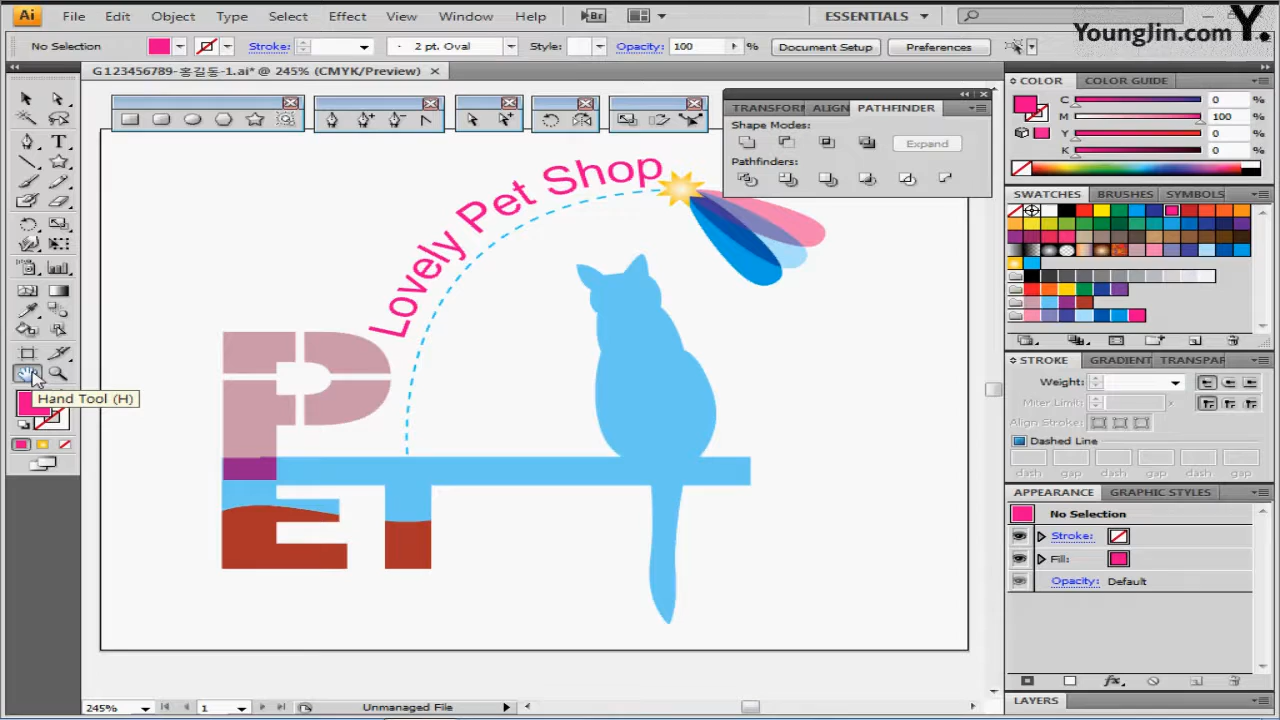 Ai File Edit Object Type Select Effect View Window Help Br ESSENTIALS
No Selection Stroke: 2 pt. Oval Style: Opacity: 100 % Document Setup Preferences
YoungJin.com Y.
G123456789-홍길동-1.ai* @ 245% (CMYK/Preview)
TRANSFORM ALIGN PATHFINDER
Shape Modes:
Expand
Pathfinders:
Lovely Pet Shop
PET
Hand Tool (H)
COLOR COLOR GUIDE
C 0 %
M 100 %
Y 0 %
K 0 %
SWATCHES BRUSHES SYMBOLS
STROKE GRADIENT TRANSPAR
Weight:
Miter Limit: x
Align Stroke:
Dashed Line
dash gap dash gap dash gap
APPEARANCE GRAPHIC STYLES
No Selection
Stroke:
Fill:
Opacity: Default
fx
LAYERS
245% 1 Unmanaged File